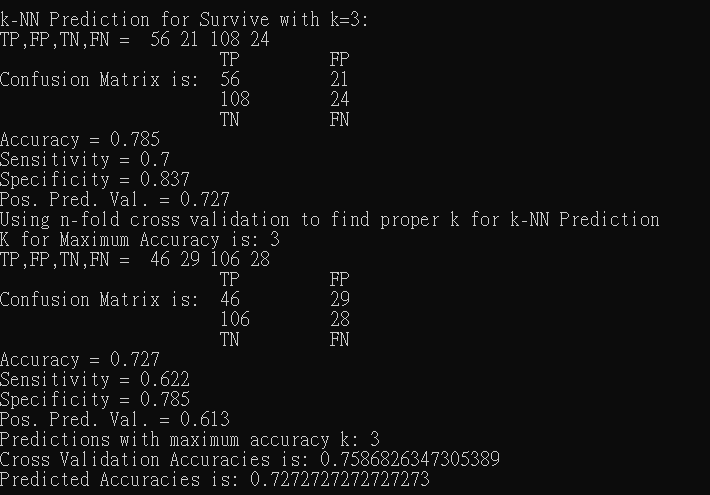 k-NN Prediction for Survive with k=3:
TP,FP,TN,FN =  56 21 108 24
TP FP
Confusion Matrix is: 56 21
108 24
TN FN
Accuracy = 0.785
Sensitivity = 0.7
Specificity = 0.837
Pos. Pred. Val. = 0.727
Using n-fold cross validation to find proper k for k-NN Prediction
K for Maximum Accuracy is: 3
TP,FP,TN,FN =  46 29 106 28
TP FP
Confusion Matrix is: 46 29
106 28
TN FN
Accuracy = 0.727
Sensitivity = 0.622
Specificity = 0.785
Pos. Pred. Val. = 0.613
Predictions with maximum accuracy k: 3
Cross Validation Accuracies is: 0.7586826347305389
Predicted Accuracies is: 0.7272727272727273